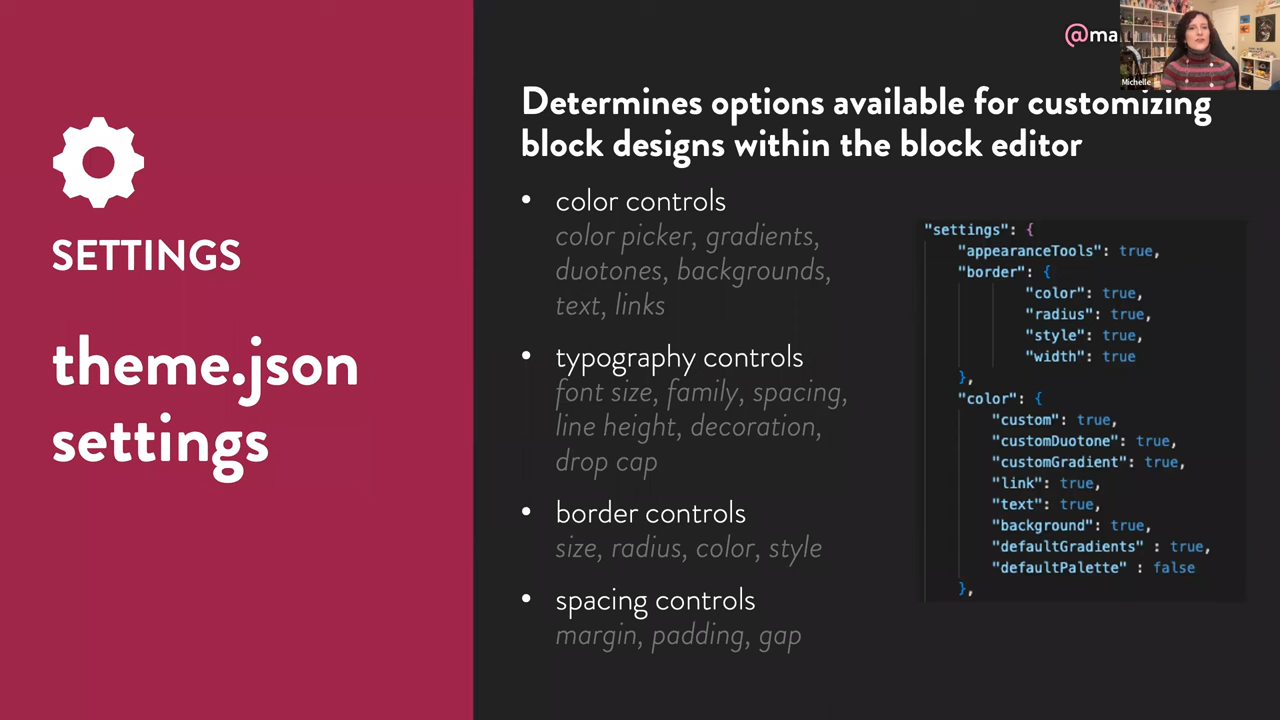 @ma
Michelle
SETTINGS
theme.json
settings
Determines options available for customizing
block designs within the block editor
• color controls
color picker, gradients,
duotones, backgrounds,
text, links
• typography controls
font size, family, spacing,
line height, decoration,
drop cap
• border controls
size, radius, color, style
• spacing controls
margin, padding, gap
"settings": {
"appearanceTools": true,
"border": {
"color": true,
"radius": true,
"style": true,
"width": true
},
"color": {
"custom": true,
"customDuotone": true,
"customGradient": true,
"link": true,
"text": true,
"background": true,
"defaultGradients" : true,
"defaultPalette" : false
},